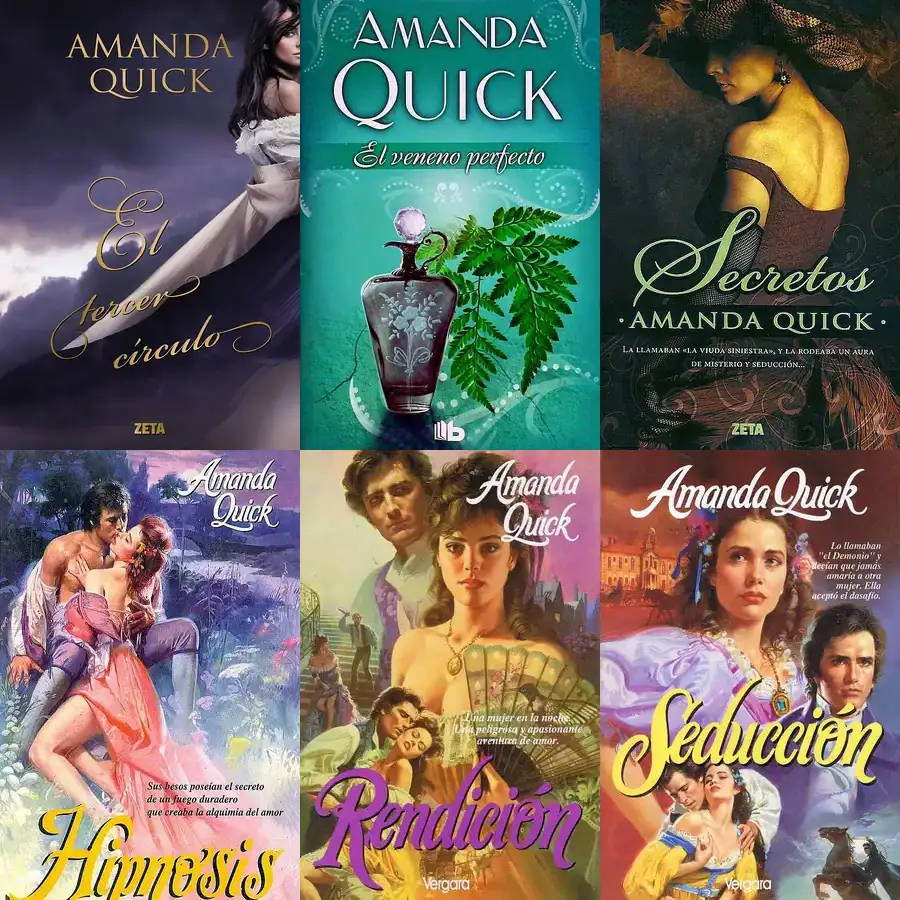 AMANDA
QUICK
El
tercer
círculo
ZETA
AMANDA
QUICK
El veneno perfecto
b
Secretos
·AMANDA QUICK·
LA LLAMABAN «LA VIUDA SINIESTRA», Y LA RODEABA UN AURA
DE MISTERIO Y SEDUCCIÓN...
ZETA
Amanda
Quick
Sus besos poseían el secreto
de un fuego duradero
que creaba la alquimia del amor
Hipnosis
Amanda
Quick
Una mujer en la noche.
Una peligrosa y apasionante
aventura de amor.
Rendición
Vergara
Amanda Quick
Lo llamaban
"el Demonio" y
decían que jamás
amaría a otra
mujer. Ella
aceptó el dasafío.
Séducción
Vergara